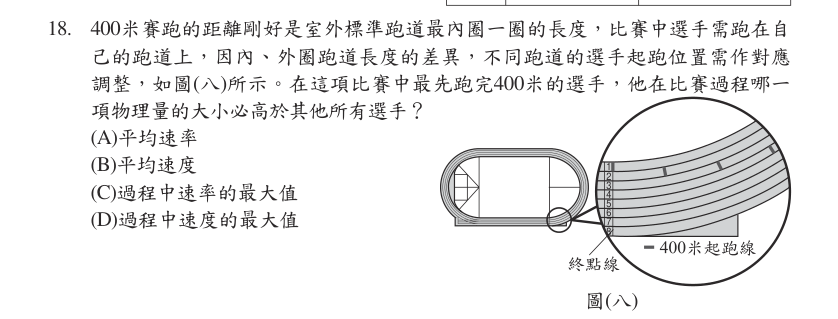 18. 400米賽跑的距離剛好是室外標準跑道最內圈一圈的長度，比賽中選手需跑在自
己的跑道上，因內、外圈跑道長度的差異，不同跑道的選手起跑位置需作對應
調整，如圖(八)所示。在這項比賽中最先跑完400米的選手，他在比賽過程哪一
項物理量的大小必高於其他所有選手？
(A)平均速率
(B)平均速度
(C)過程中速率的最大值
(D)過程中速度的最大值
1
2
3
4
5
6
7
8
400米起跑線
終點線
圖(八)